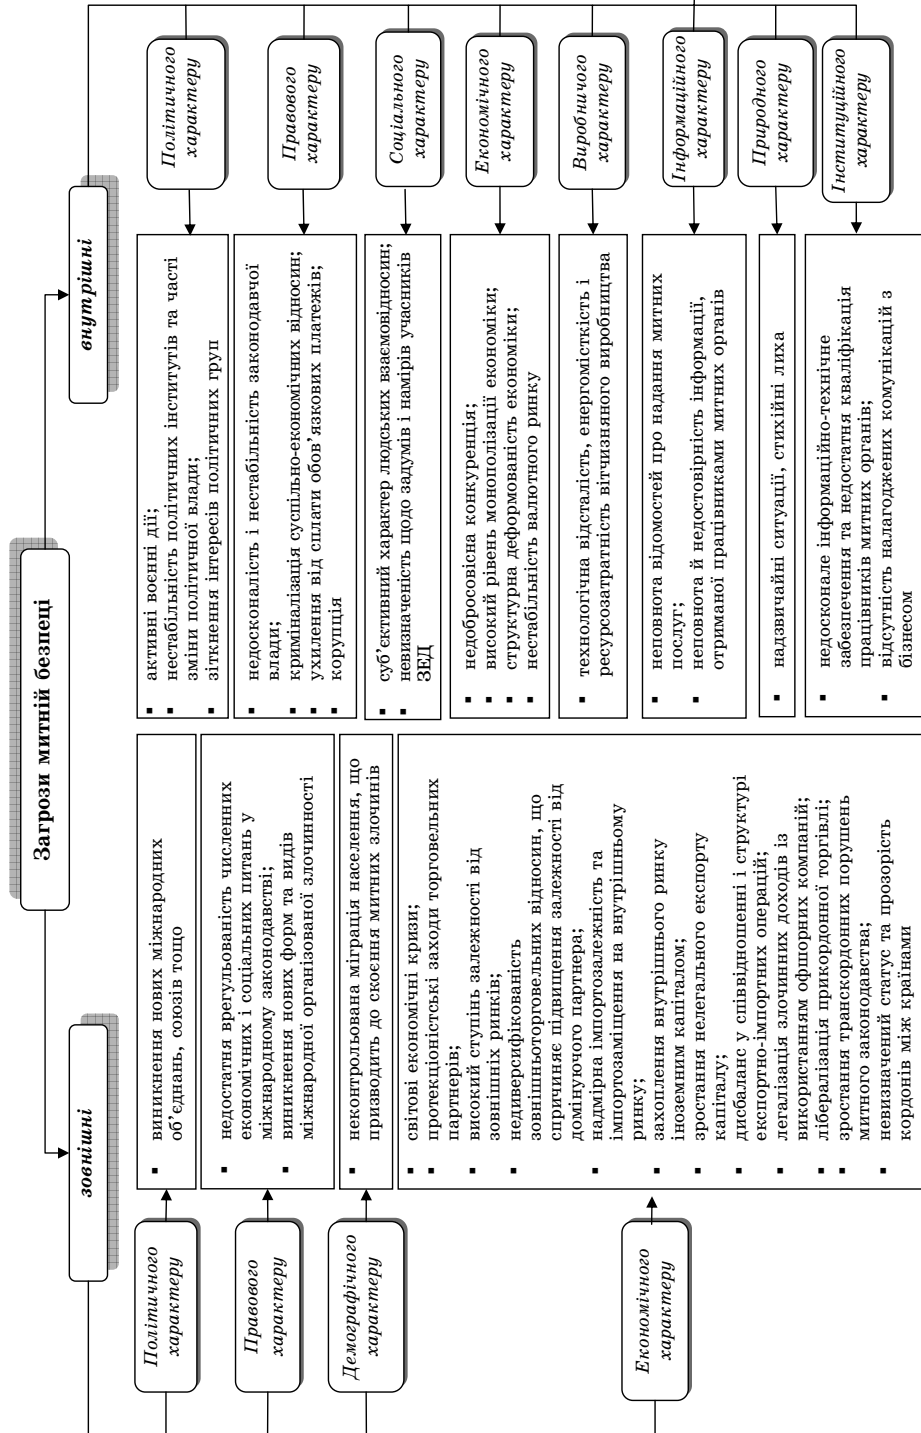 Загрози митній безпеці
зовнішні
Політичного
характеру
виникнення нових міжнародних
об’єднань, союзів тощо
Правового
характеру
недостатня врегульованість численних
економічних і соціальних питань у
міжнародному законодавстві;
виникнення нових форм та видів
міжнародної організованої злочинності
Демографічного
характеру
неконтрольована міграція населення, що
призводить до скоєння митних злочинів
Економічного
характеру
світові економічні кризи;
протекціоністські заходи торговельних
партнерів;
високий ступінь залежності від
зовнішніх ринків;
недиверсифікованість
зовнішньоторговельних відносин, що
спричиняє підвищення залежності від
домінуючого партнера;
надмірна імпортозалежність та
імпортозаміщення на внутрішньому
ринку;
захоплення внутрішнього ринку
іноземним капіталом;
зростання нелегального експорту
капіталу;
дисбаланс у співвідношенні і структурі
експортно-імпортних операцій;
легалізація злочинних доходів із
використанням офшорних компаній;
лібералізація прикордонної торгівлі;
зростання транскордонних порушень
митного законодавства;
невизначений статус та прозорість
кордонів між країнами
внутрішні
активні воєнні дії;
нестабільність політичних інститутів та часті
зміни політичної влади;
зіткнення інтересів політичних груп
Політичного
характеру
недосконалість і нестабільність законодавчої
влади;
криміналізація суспільно-економічних відносин;
ухилення від сплати обов’язкових платежів;
корупція
Правового
характеру
суб’єктивний характер людських взаємовідносин;
невизначеність щодо задумів і намірів учасників
ЗЕД
Соціального
характеру
недобросовісна конкуренція;
високий рівень монополізації економіки;
структурна деформованість економіки;
нестабільність валютного ринку
Економічного
характеру
технологічна відсталість, енергомісткість і
ресурсозатратність вітчизняного виробництва
Виробничого
характеру
неповнота відомостей про надання митних
послуг;
неповнота й недостовірність інформації,
отриманої працівниками митних органів
Інформаційного
характеру
надзвичайні ситуації, стихійні лиха
Природного
характеру
недосконале інформаційно-технічне
забезпечення та недостатня кваліфікація
працівників митних органів;
відсутність налагоджених комунікацій з
бізнесом
Інституційного
характеру